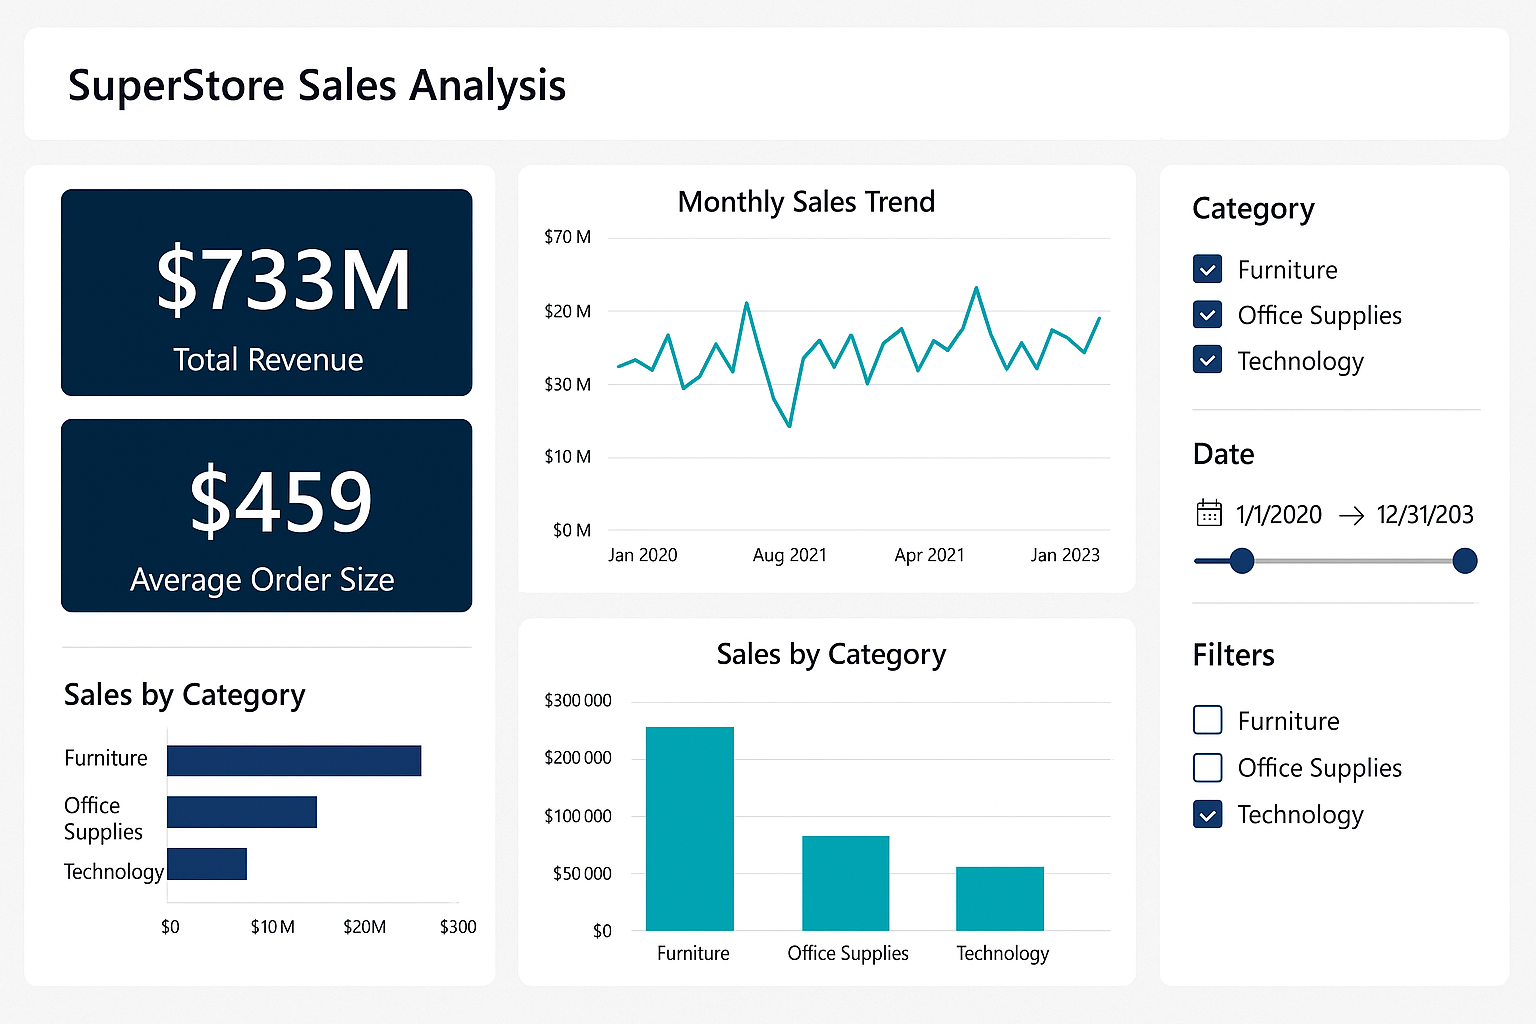 SuperStore Sales Analysis
$733M
Total Revenue
$459
Average Order Size
Sales by Category
Furniture
Office
Supplies
Technology
$0 $10 M $20M $300
Monthly Sales Trend
$70 M
$20 M
$30 M
$10 M
$0 M
Jan 2020 Aug 2021 Apr 2021 Jan 2023
Sales by Category
$300 000
$200 000
$100 000
$50 000
$0
Furniture Office Supplies Technology
Category
Furniture
Office Supplies
Technology
Date
1/1/2020 → 12/31/203
Filters
Furniture
Office Supplies
Technology